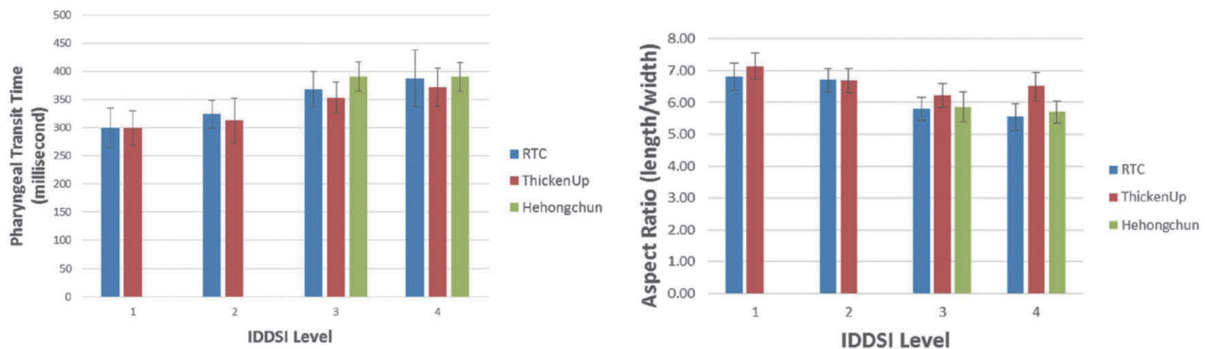 Pharyngeal Transit Time
(millisecond)
500
450
400
350
300
250
200
150
100
50
0
1
2
3
4
IDDSI Level
RTC
ThickenUp
Hehongchun
Aspect Ratio (length/width)
8.00
7.00
6.00
5.00
4.00
3.00
2.00
1.00
0.00
1
2
3
4
IDDSI Level
RTC
ThickenUp
Hehongchun